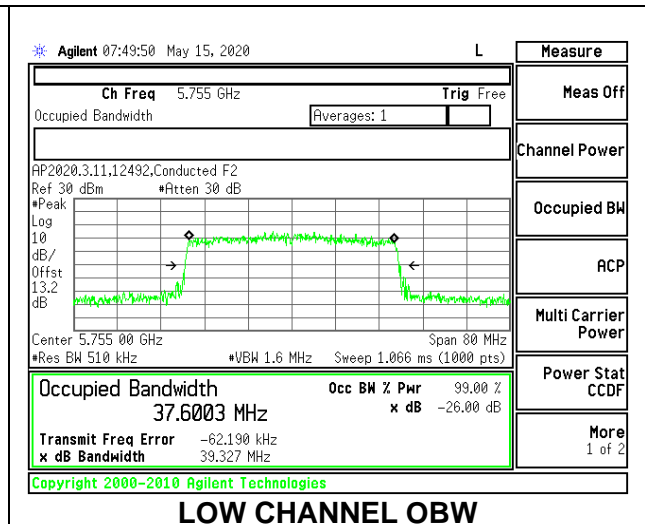 Agilent 07:49:50 May 15, 2020 L
Measure
Ch Freq 5.755 GHz Trig Free
Occupied Bandwidth Averages: 1
AP2020.3.11,12492,Conducted F2
Ref 30 dBm #Atten 30 dB
#Peak
Log
10
dB/
Offst
13.2
dB
Center 5.755 00 GHz Span 80 MHz
#Res BW 510 kHz #VBW 1.6 MHz Sweep 1.066 ms (1000 pts)
Occupied Bandwidth Occ BW % Pwr 99.00 %
37.6003 MHz x dB -26.00 dB
Transmit Freq Error -62.190 kHz
x dB Bandwidth 39.327 MHz
Copyright 2000-2010 Agilent Technologies
Meas Off
Channel Power
Occupied BW
ACP
Multi Carrier
Power
Power Stat
CCDF
More
1 of 2
LOW CHANNEL OBW